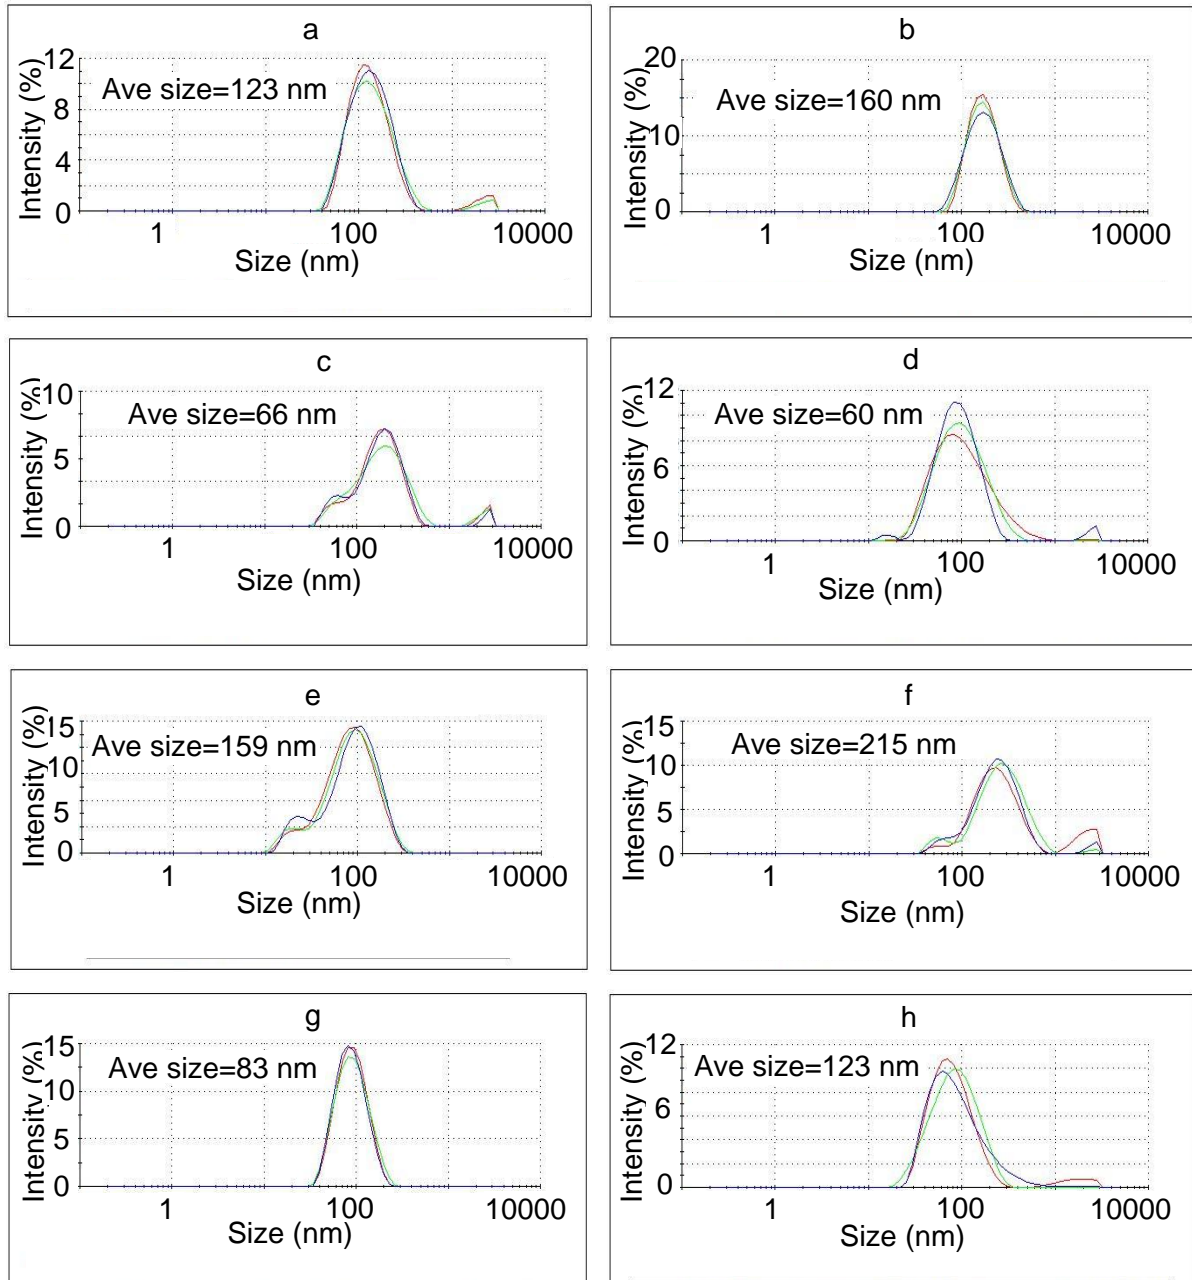 a
b
12
8
4
0
Intensity (%)
Ave size=123 nm
1
100
10000
Size (nm)
20
10
0
Intensity (%)
Ave size=160 nm
1
100
10000
Size (nm)
c
d
10
5
0
Intensity (%)
Ave size=66 nm
1
100
10000
Size (nm)
12
6
0
Intensity (%)
Ave size=60 nm
1
100
10000
Size (nm)
e
f
15
10
5
0
Intensity (%)
Ave size=159 nm
1
100
10000
Size (nm)
15
10
5
0
Intensity (%)
Ave size=215 nm
1
100
10000
Size (nm)
g
h
15
10
5
0
Intensity (%)
Ave size=83 nm
1
100
10000
Size (nm)
12
6
0
Intensity (%)
Ave size=123 nm
1
100
10000
Size (nm)